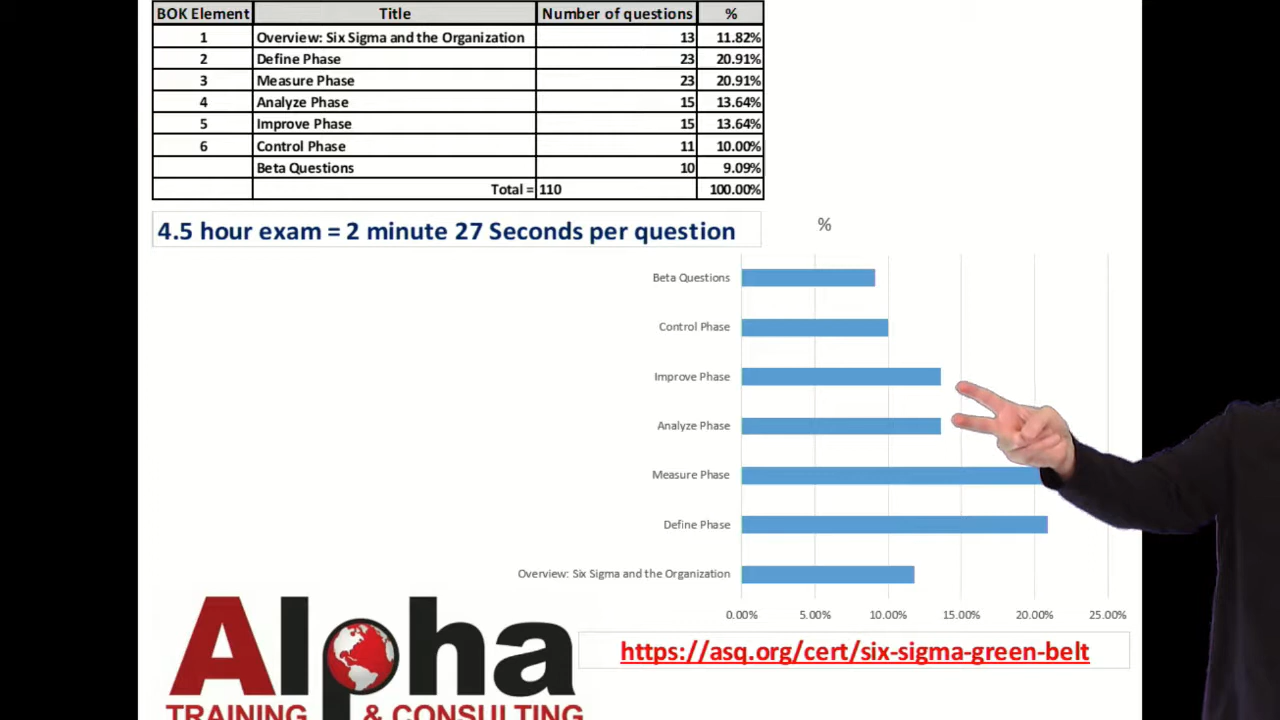 BOK Element Title Number of questions %
1 Overview: Six Sigma and the Organization 13 11.82%
2 Define Phase 23 20.91%
3 Measure Phase 23 20.91%
4 Analyze Phase 15 13.64%
5 Improve Phase 15 13.64%
6 Control Phase 11 10.00%
Beta Questions 10 9.09%
Total = 110 100.00%
4.5 hour exam = 2 minute 27 Seconds per question
%
Beta Questions
Control Phase
Improve Phase
Analyze Phase
Measure Phase
Define Phase
Overview: Six Sigma and the Organization
0.00% 5.00% 10.00% 15.00% 20.00% 25.00%
https://asq.org/cert/six-sigma-green-belt
Alpha
TRAINING & CONSULTING